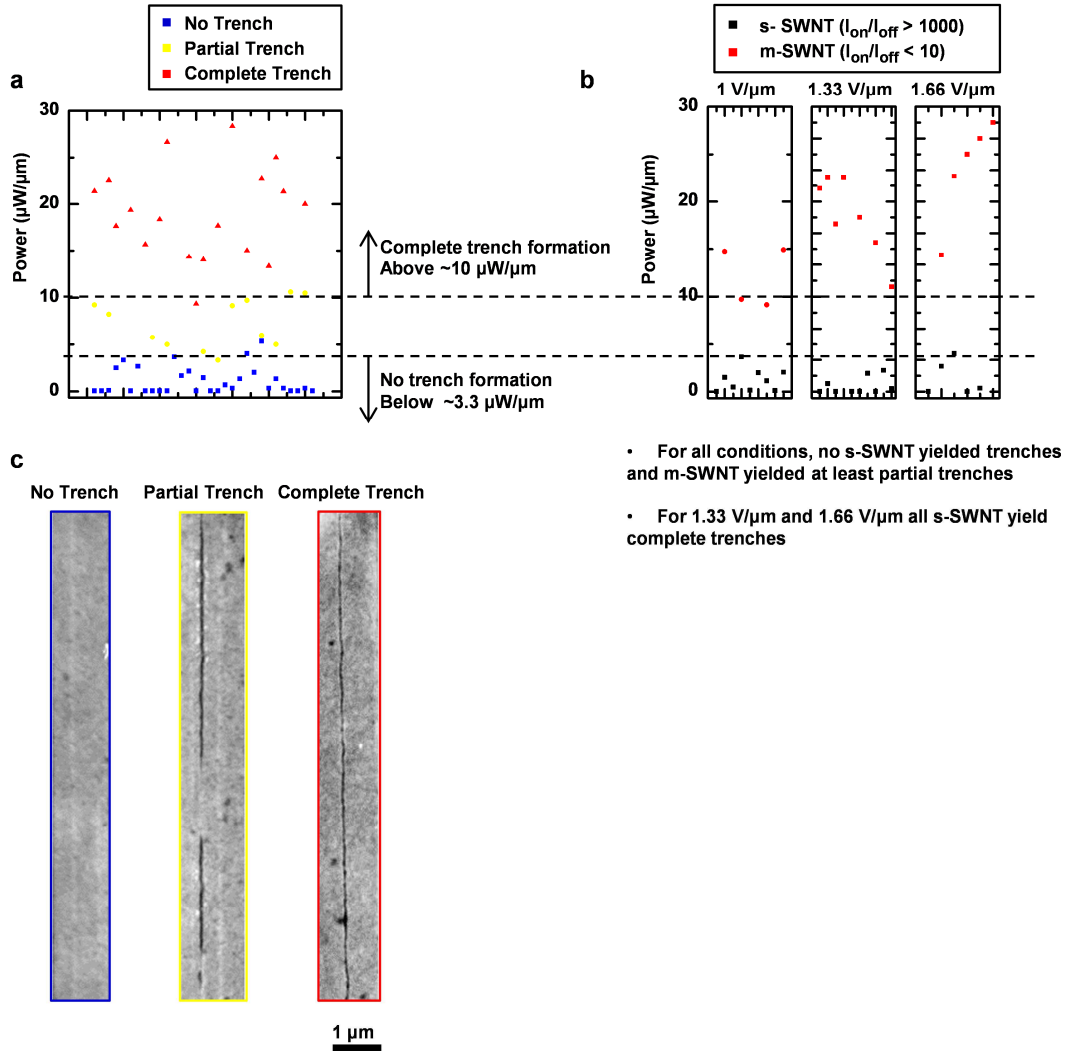 No Trench
Partial Trench
Complete Trench
s- SWNT (Ion/Ioff > 1000)
m-SWNT (Ion/Ioff < 10)
a
b
1 V/µm
1.33 V/µm
1.66 V/µm
30
20
10
0
Power (µW/µm)
Complete trench formation
Above ~10 µW/µm
No trench formation
Below ~3.3 µW/µm
30
20
10
0
Power (µW/µm)
• For all conditions, no s-SWNT yielded trenches
and m-SWNT yielded at least partial trenches
• For 1.33 V/µm and 1.66 V/µm all s-SWNT yield
complete trenches
c
No Trench
Partial Trench
Complete Trench
1 µm